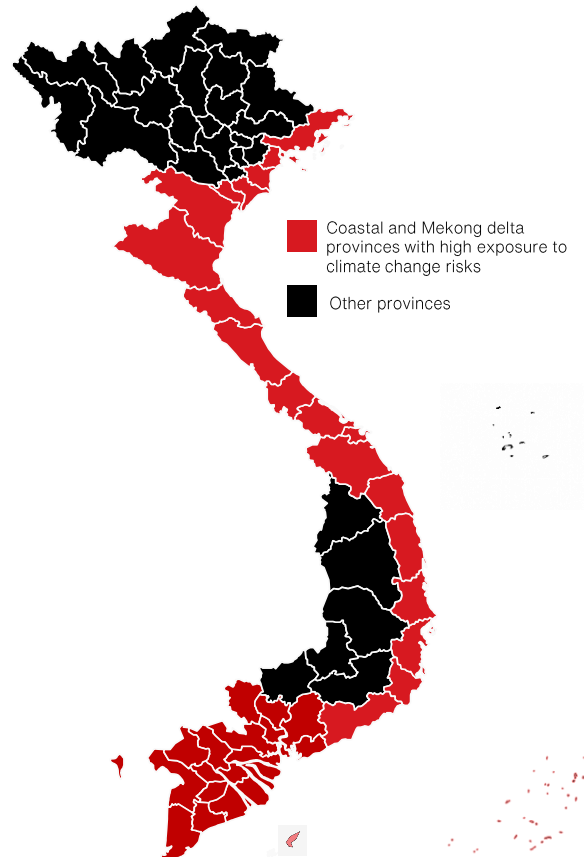 Coastal and Mekong delta
provinces with high exposure to
climate change risks
Other provinces